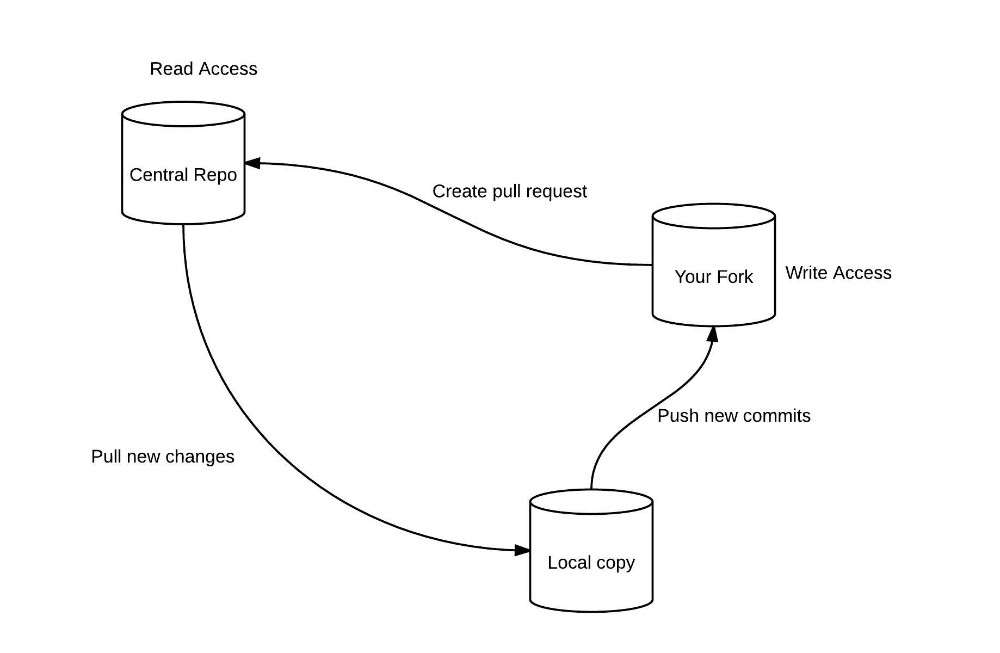 Read Access
Central Repo
Create pull request
Your Fork
Write Access
Push new commits
Pull new changes
Local copy